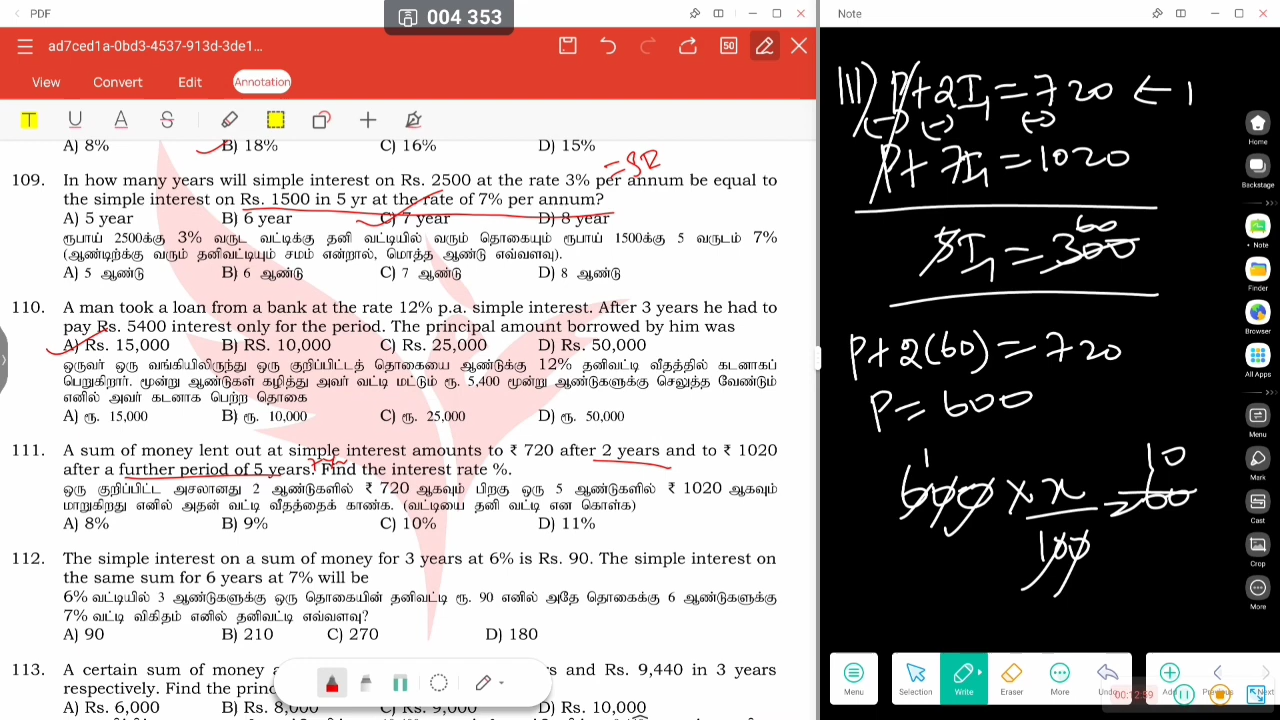 PDF
004 353
Note
ad7ced1a-0bd3-4537-913d-3de1...
50
View Convert Edit Annotation
T U A S
A) 8% B) 18% C) 16% D) 15%
109. In how many years will simple interest on Rs. 2500 at the rate 3% per annum be equal to
the simple interest on Rs. 1500 in 5 yr at the rate of 7% per annum?
A) 5 year B) 6 year C) 7 year D) 8 year
ரூபாய் 2500க்கு 3% வருட வட்டிக்கு தனி வட்டியில் வரும் தொகையும் ரூபாய் 1500க்கு 5 வருடம் 7%
(ஆண்டிற்க்கு வரும் தனிவட்டியும் சமம் என்றால், மொத்த ஆண்டு எவ்வளவு).
A) 5 ஆண்டு B) 6 ஆண்டு C) 7 ஆண்டு D) 8 ஆண்டு
110. A man took a loan from a bank at the rate 12% p.a. simple interest. After 3 years he had to
pay Rs. 5400 interest only for the period. The principal amount borrowed by him was
A) Rs. 15,000 B) RS. 10,000 C) Rs. 25,000 D) Rs. 50,000
ஒருவர் ஒரு வங்கியிலிருந்து ஒரு குறிப்பிட்டத் தொகையை ஆண்டுக்கு 12% தனிவட்டி வீதத்தில் கடனாகப்
பெறுகிறார். மூன்று ஆண்டுகள் கழித்து அவர் வட்டி மட்டும் ரூ. 5,400 மூன்று ஆண்டுகளுக்கு செலுத்த வேண்டும்
எனில் அவர் கடனாக பெற்ற தொகை
A) ரூ. 15,000 B) ரூ. 10,000 C) ரூ. 25,000 D) ரூ. 50,000
111. A sum of money lent out at simple interest amounts to ₹ 720 after 2 years and to ₹ 1020
after a further period of 5 years. Find the interest rate %.
ஒரு குறிப்பிட்ட அசலானது 2 ஆண்டுகளில் ₹ 720 ஆகவும் பிறகு ஒரு 5 ஆண்டுகளில் ₹ 1020 ஆகவும்
மாறுகிறது எனில் அதன் வட்டி வீதத்தைக் காண்க. (வட்டியை தனி வட்டி என கொள்க)
A) 8% B) 9% C) 10% D) 11%
112. The simple interest on a sum of money for 3 years at 6% is Rs. 90. The simple interest on
the same sum for 6 years at 7% will be
6% வட்டியில் 3 ஆண்டுகளுக்கு ஒரு தொகையின் தனிவட்டி ரூ. 90 எனில் அதே தொகைக்கு 6 ஆண்டுகளுக்கு
7% வட்டி விகிதம் எனில் தனிவட்டி எவ்வளவு?
A) 90 B) 210 C) 270 D) 180
113. A certain sum of money and Rs. 9,440 in 3 years
respectively. Find the
A) Rs. 6,000 B) Rs. 8,000 C) Rs. 9,000 D) Rs. 10,000
111) P+2I₁ = 720 ← 1
(-) (-) (-)
P+ 7I₁ = 1020
60
5I₁ = 300
P+2(60) = 720
P = 600
1 10
600 × x = 60
100
Home
Backstage
Note
Finder
Browser
All Apps
Menu
Mark
Cast
Crop
More
Menu Selection Write Eraser More Undo
00:12:59
Next